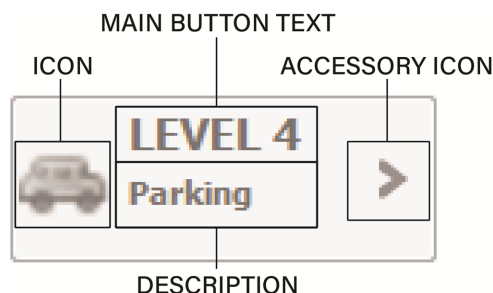 MAIN BUTTON TEXT
ICON
ACCESSORY ICON
LEVEL 4
Parking
>
DESCRIPTION